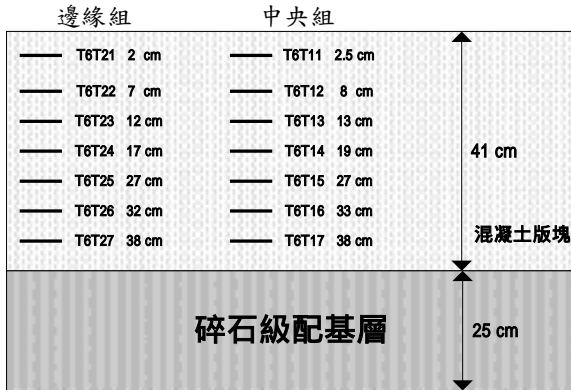 邊緣組 中央組
T6T21 2 cm T6T11 2.5 cm
T6T22 7 cm T6T12 8 cm
T6T23 12 cm T6T13 13 cm
T6T24 17 cm T6T14 19 cm
41 cm
T6T25 27 cm T6T15 27 cm
T6T26 32 cm T6T16 33 cm
混凝土版塊
T6T27 38 cm T6T17 38 cm
碎石級配基層 25 cm